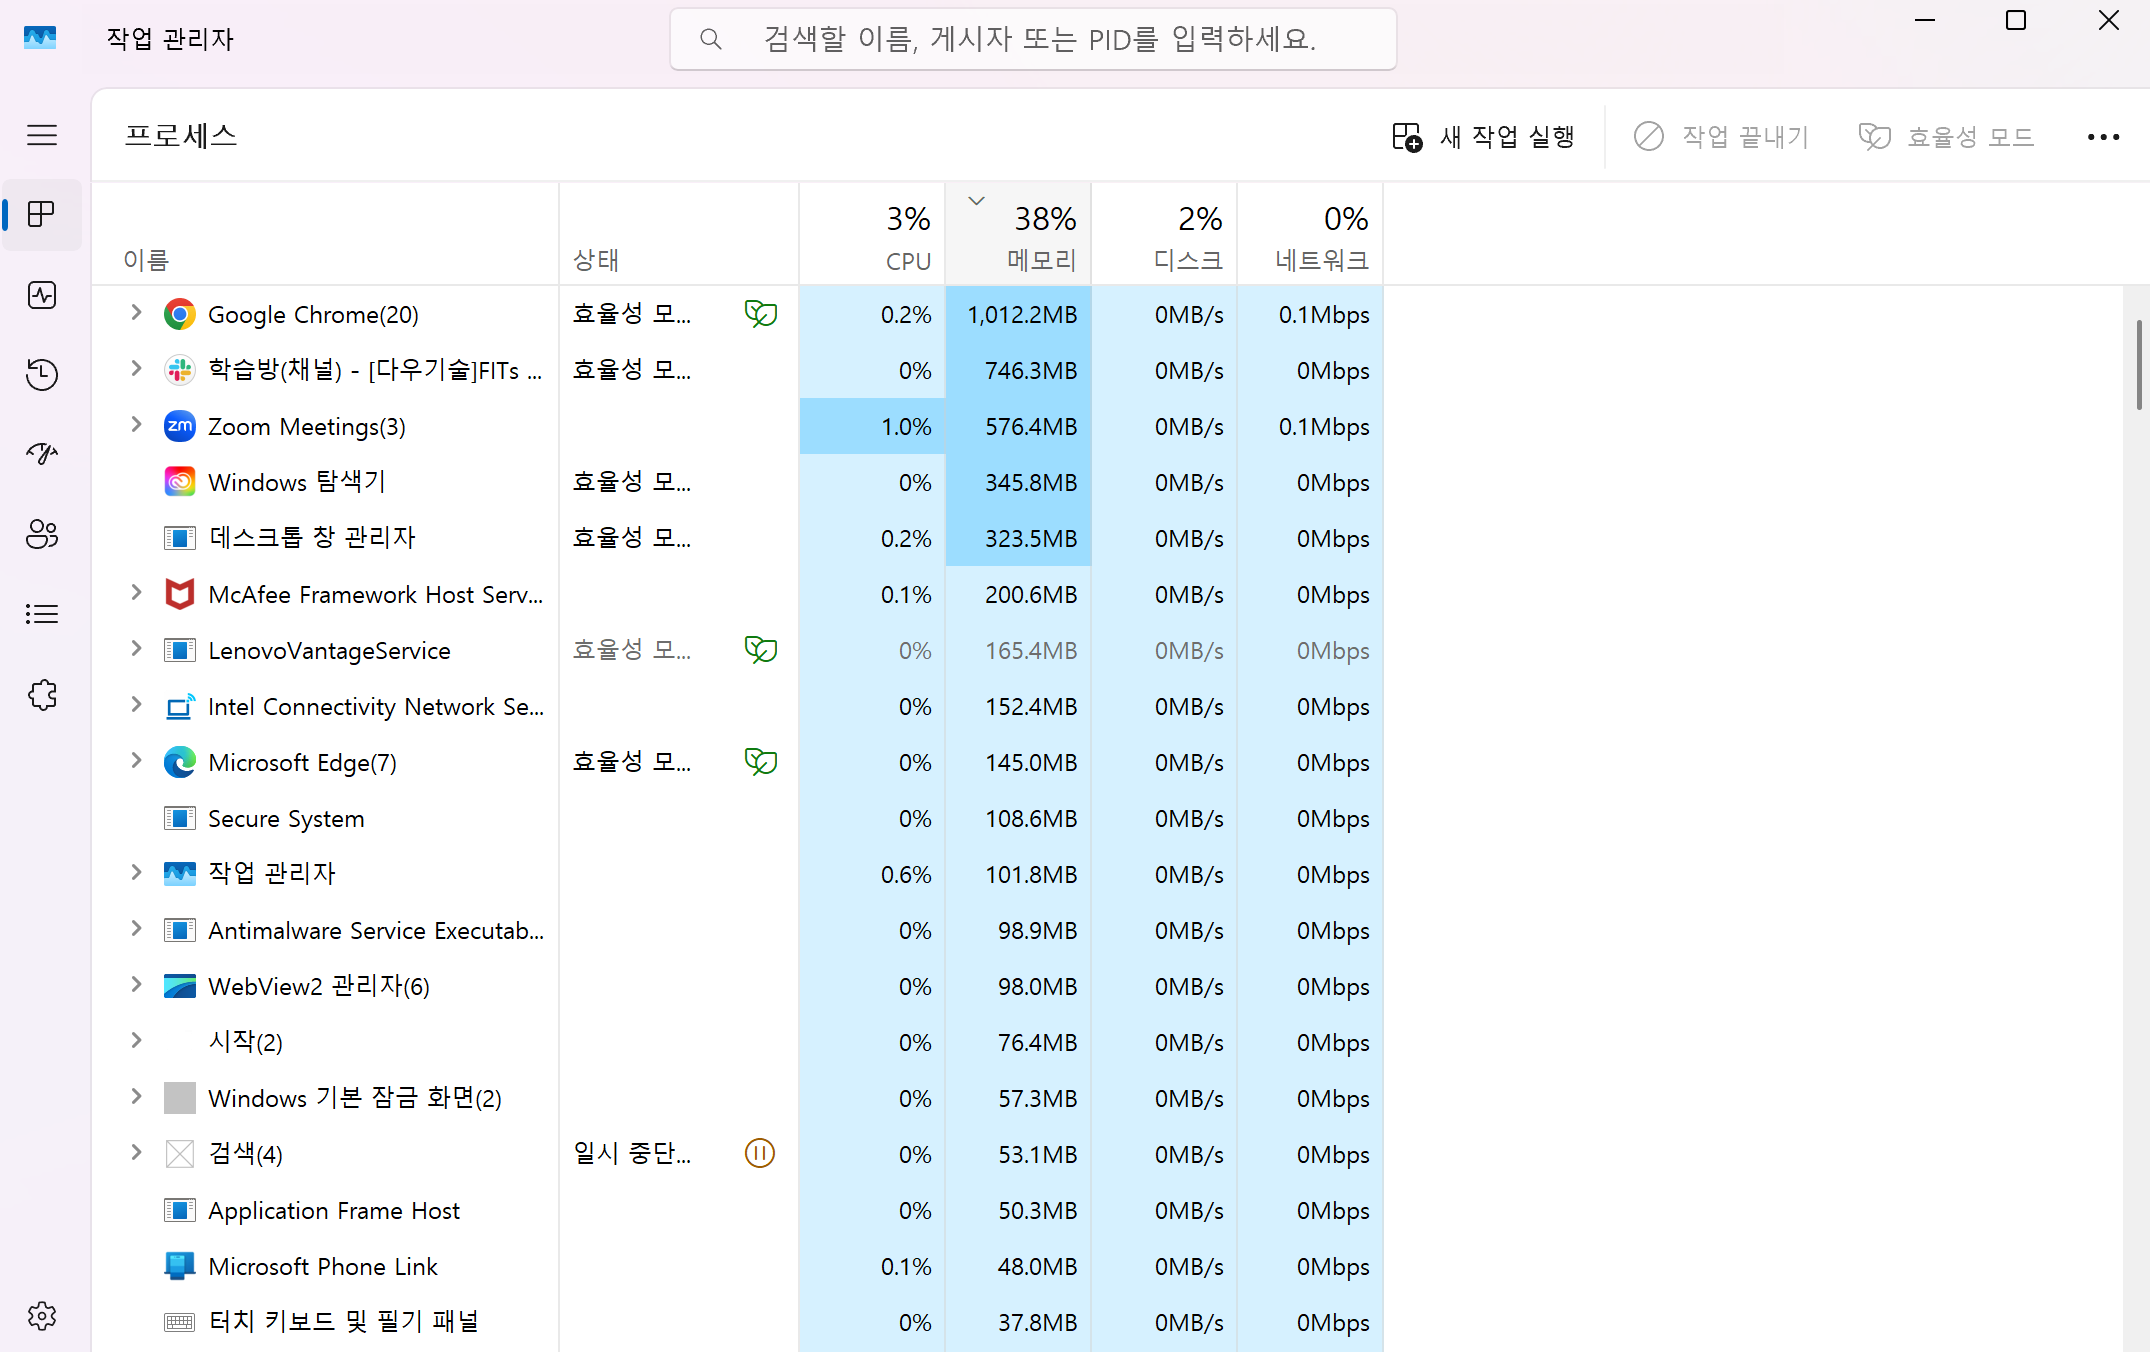 작업 관리자
검색할 이름, 게시자 또는 PID를 입력하세요.
프로세스
새 작업 실행 작업 끝내기 효율성 모드
3% 38% 2% 0%
이름 상태 CPU 메모리 디스크 네트워크
Google Chrome(20) 효율성 모... 0.2% 1,012.2MB 0MB/s 0.1Mbps
학습방(채널) - [다우기술]FITs ... 효율성 모... 0% 746.3MB 0MB/s 0Mbps
zm Zoom Meetings(3) 1.0% 576.4MB 0MB/s 0.1Mbps
Windows 탐색기 효율성 모... 0% 345.8MB 0MB/s 0Mbps
데스크톱 창 관리자 효율성 모... 0.2% 323.5MB 0MB/s 0Mbps
McAfee Framework Host Serv... 0.1% 200.6MB 0MB/s 0Mbps
LenovoVantageService 효율성 모... 0% 165.4MB 0MB/s 0Mbps
Intel Connectivity Network Se... 0% 152.4MB 0MB/s 0Mbps
Microsoft Edge(7) 효율성 모... 0% 145.0MB 0MB/s 0Mbps
Secure System 0% 108.6MB 0MB/s 0Mbps
작업 관리자 0.6% 101.8MB 0MB/s 0Mbps
Antimalware Service Executab... 0% 98.9MB 0MB/s 0Mbps
WebView2 관리자(6) 0% 98.0MB 0MB/s 0Mbps
시작(2) 0% 76.4MB 0MB/s 0Mbps
Windows 기본 잠금 화면(2) 0% 57.3MB 0MB/s 0Mbps
검색(4) 일시 중단... 0% 53.1MB 0MB/s 0Mbps
Application Frame Host 0% 50.3MB 0MB/s 0Mbps
Microsoft Phone Link 0.1% 48.0MB 0MB/s 0Mbps
터치 키보드 및 필기 패널 0% 37.8MB 0MB/s 0Mbps